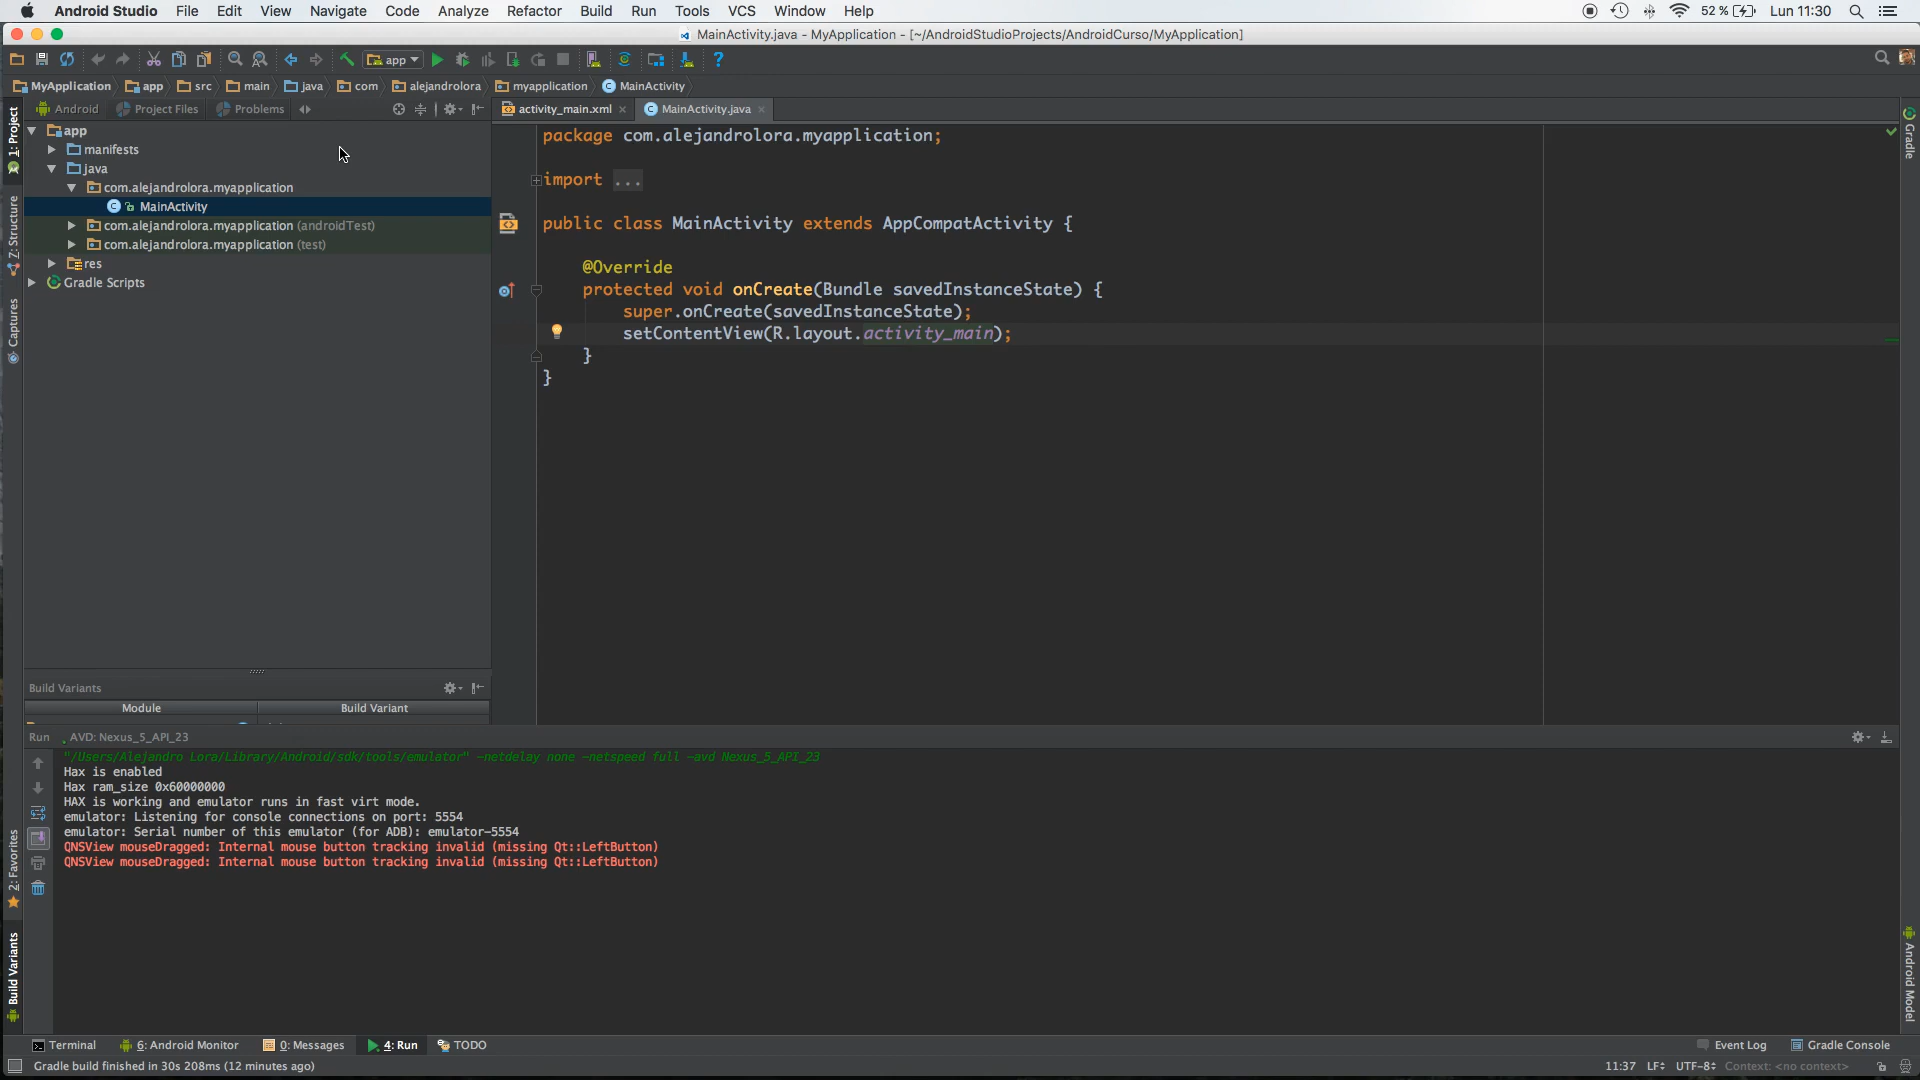 Android Studio File Edit View Navigate Code Analyze Refactor Build Run Tools VCS Window Help 52 % Lun 11:30
MainActivity.java - MyApplication - [~/AndroidStudioProjects/AndroidCurso/MyApplication]
app
MyApplication app src main java com alejandrolora myapplication MainActivity
Android Project Files Problems
activity_main.xml MainActivity.java
1: Project
Z: Structure
Captures
2: Favorites
Build Variants
app
manifests
java
com.alejandrolora.myapplication
MainActivity
com.alejandrolora.myapplication (androidTest)
com.alejandrolora.myapplication (test)
res
Gradle Scripts
package com.alejandrolora.myapplication;
import ...
public class MainActivity extends AppCompatActivity {
@Override
protected void onCreate(Bundle savedInstanceState) {
super.onCreate(savedInstanceState);
setContentView(R.layout.activity_main);
}
}
Gradle
Android Model
Build Variants
Module Build Variant
Run AVD: Nexus_5_API_23
"/Users/Alejandro Lora/Library/Android/sdk/tools/emulator" -netdelay none -netspeed full -avd Nexus_5_API_23
Hax is enabled
Hax ram_size 0x60000000
HAX is working and emulator runs in fast virt mode.
emulator: Listening for console connections on port: 5554
emulator: Serial number of this emulator (for ADB): emulator-5554
QNSView mouseDragged: Internal mouse button tracking invalid (missing Qt::LeftButton)
QNSView mouseDragged: Internal mouse button tracking invalid (missing Qt::LeftButton)
Terminal 6: Android Monitor 0: Messages 4: Run TODO Event Log Gradle Console
Gradle build finished in 30s 208ms (12 minutes ago) 11:37 LF UTF-8 Context: <no context>